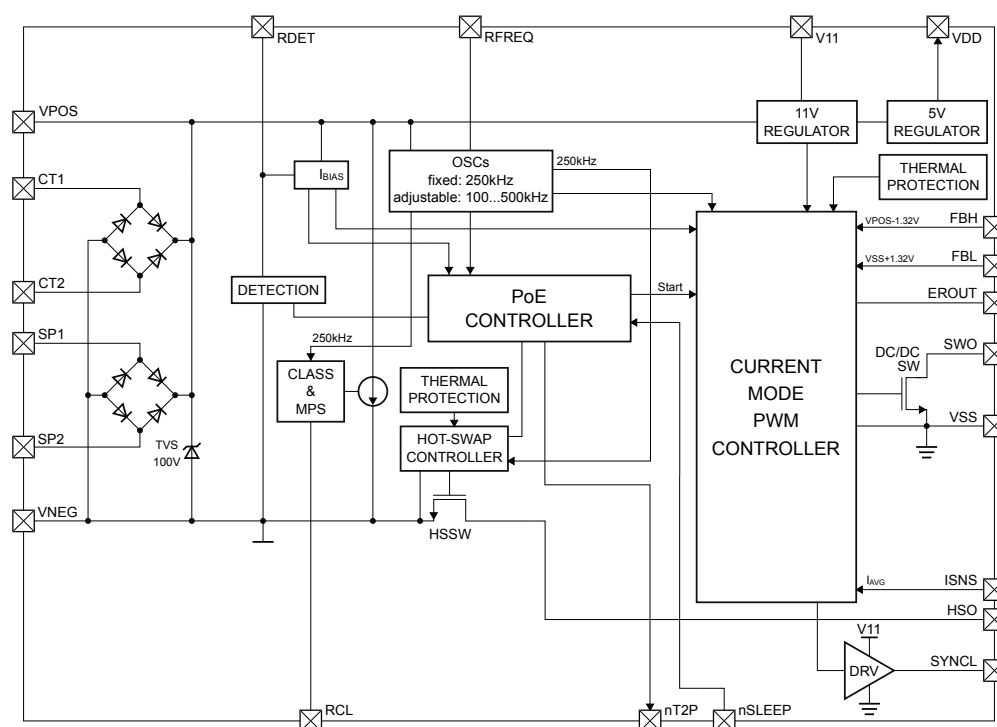 RDET
RFREQ
V11
VDD
VPOS
11V
REGULATOR
5V
REGULATOR
OSCs
fixed: 250kHz
adjustable: 100...500kHz
250kHz
IBIAS
THERMAL
PROTECTION
CT1
VPOS-1.32V
FBH
VSS+1.32V
FBL
CT2
DETECTION
PoE
CONTROLLER
Start
EROUT
SP1
250kHz
CLASS
&
MPS
THERMAL
PROTECTION
CURRENT
MODE
PWM
CONTROLLER
DC/DC
SW
SWO
VSS
SP2
TVS
100V
HOT-SWAP
CONTROLLER
VNEG
HSSW
IAVG
ISNS
HSO
V11
DRV
SYNCL
RCL
nT2P
nSLEEP